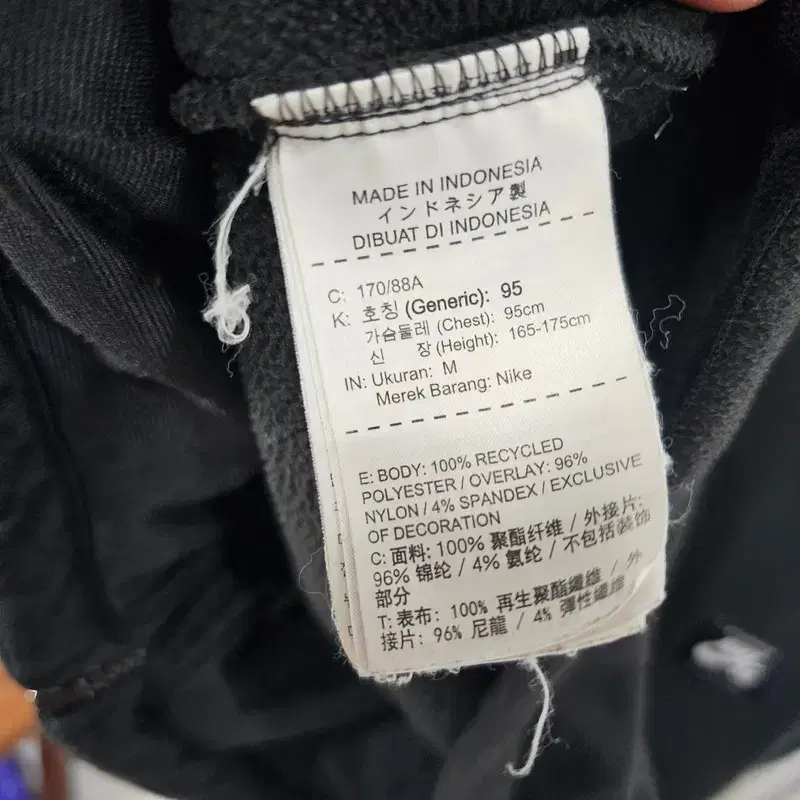 MADE IN INDONESIA
インドネシア製
DIBUAT DI INDONESIA
C: 170/88A
K: 호칭 (Generic): 95
가슴둘레 (Chest): 95cm
신 장 (Height): 165-175cm
IN: Ukuran: M
Merek Barang: Nike
E: BODY: 100% RECYCLED
POLYESTER / OVERLAY: 96%
NYLON / 4% SPANDEX / EXCLUSIVE
OF DECORATION
C: 面料: 100% 聚酯纤维 / 外接片:
96% 锦纶 / 4% 氨纶 / 不包括装饰
部分
T: 表布: 100% 再生聚酯纖維 / 外
接片: 96% 尼龍 / 4% 彈性纖維